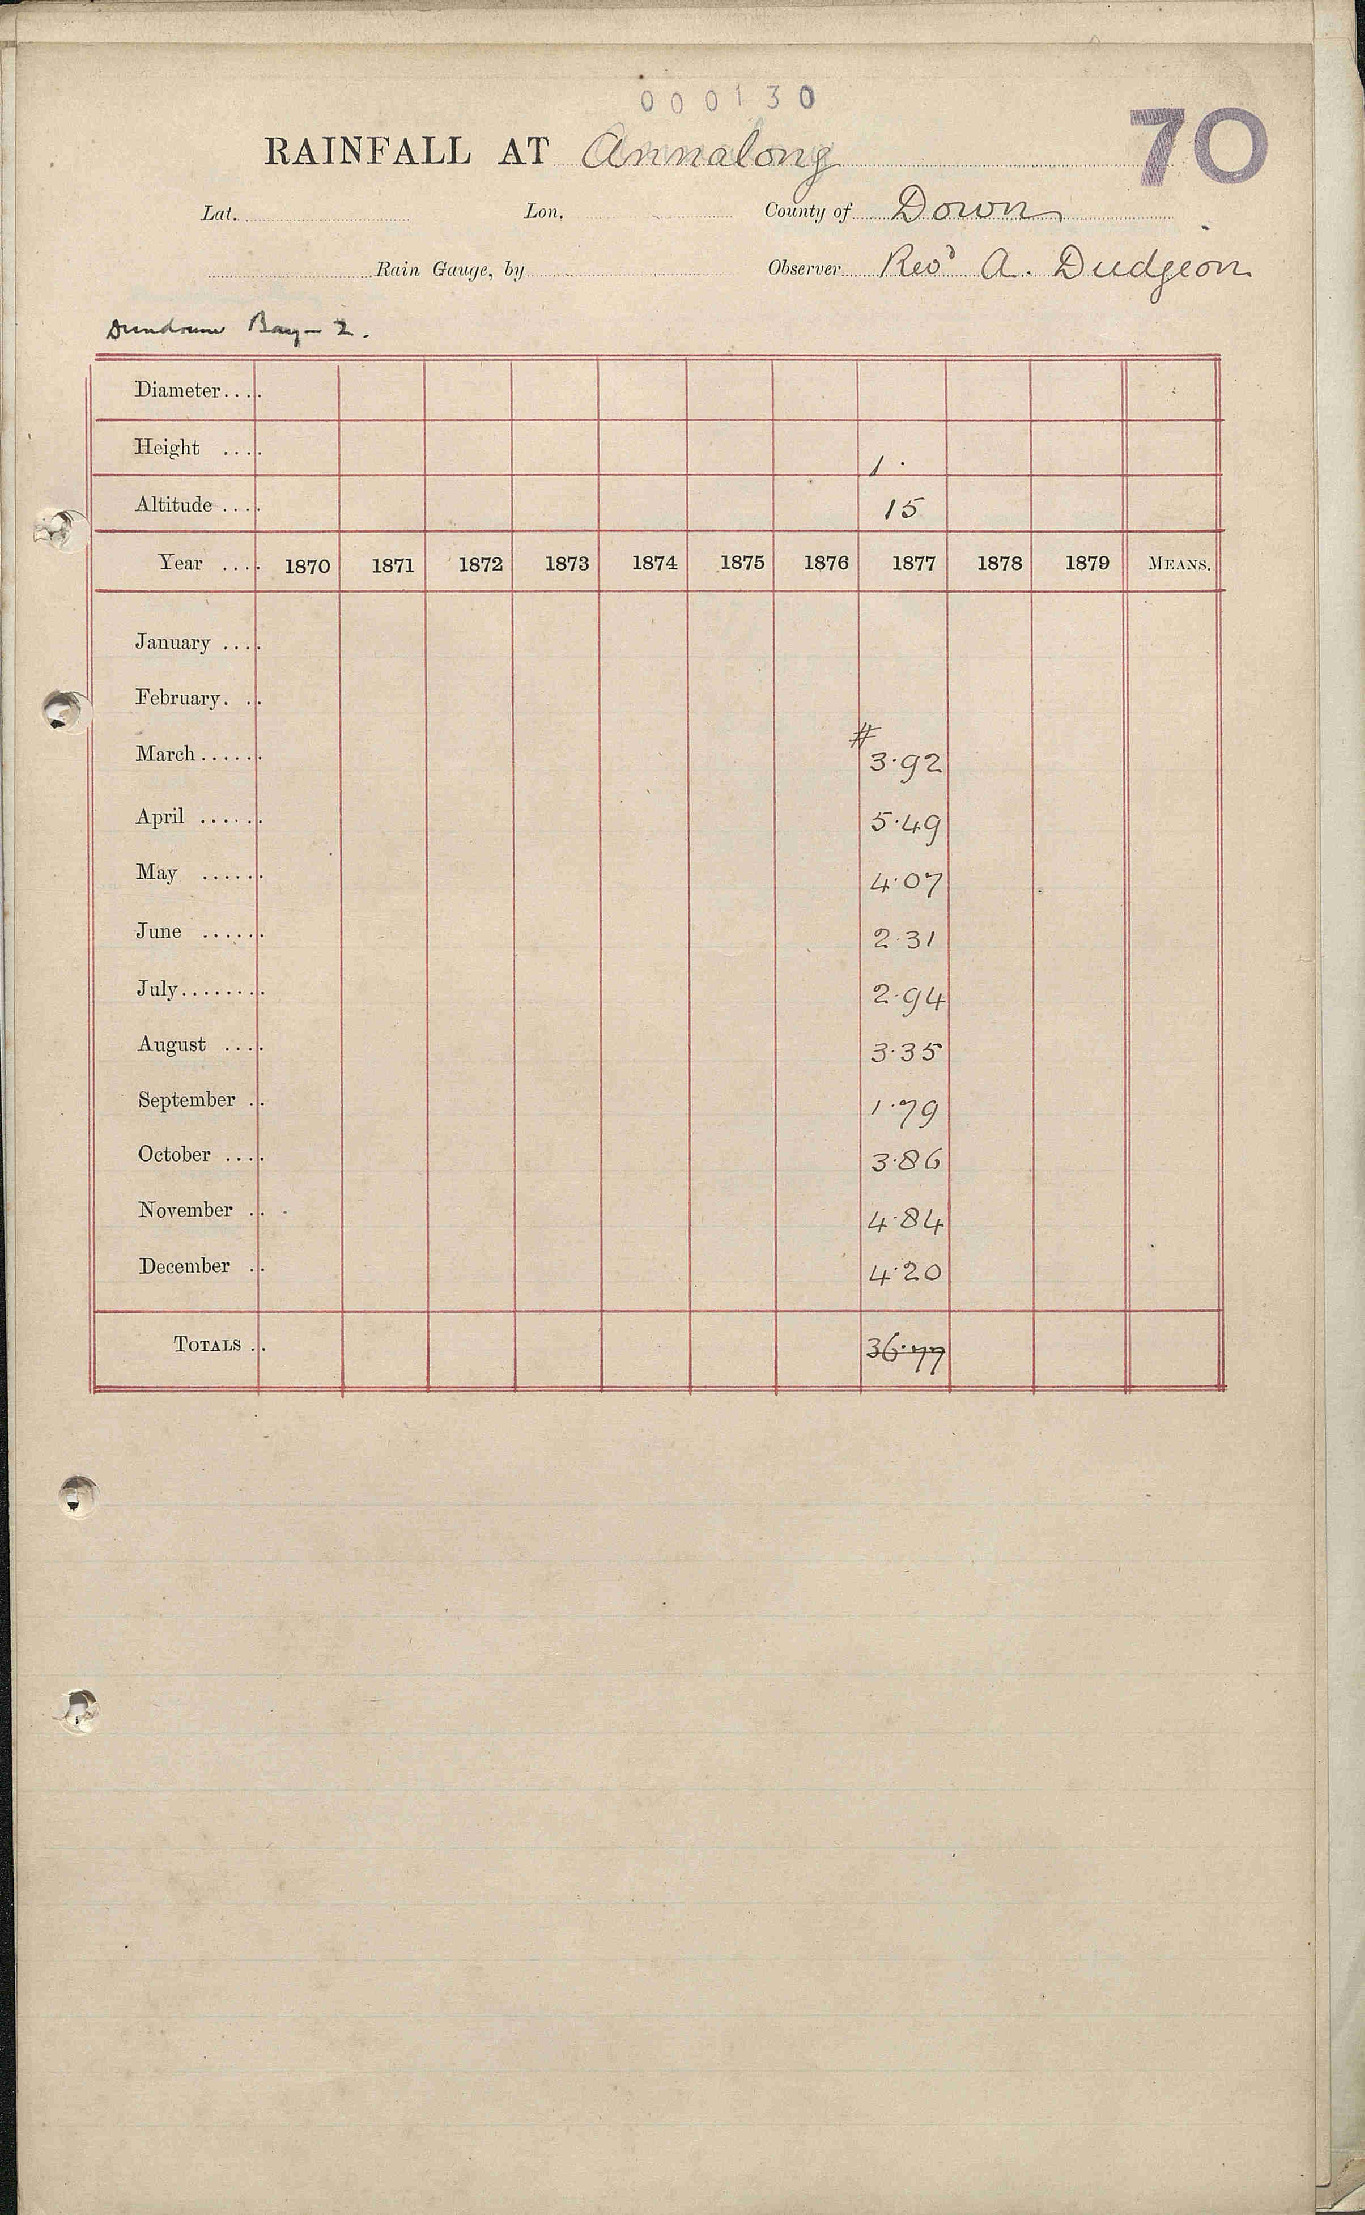 000130
70
RAINFALL AT Annalong
Lat. Lon. County of Down
Rain Gauge, by Observer Revd A. Dudgeon
Dundrum Bay — 2.
Diameter....
Height .... 1.
Altitude .... 15
Year .... 1870 1871 1872 1873 1874 1875 1876 1877 1878 1879 MEANS.
January ....
February. ..
#
March...... 3.92
April ...... 5.49
May ...... 4.07
June ...... 2.31
July........ 2.94
August .... 3.35
September .. 1.79
October .... 3.86
November .. 4.84
December .. 4.20
TOTALS .. 36.77